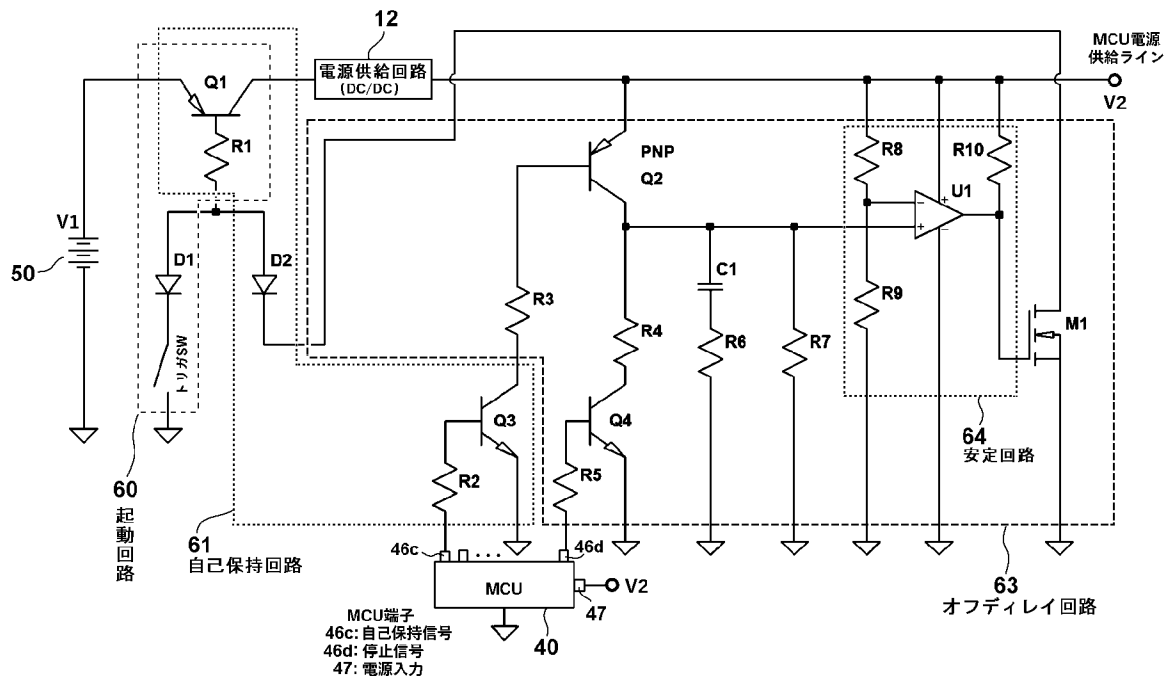 12
MCU電源
供給ライン
Q1
電源供給回路
(DC/DC)
V2
R1
PNP
Q2
R8
R10
U1
−
+
+
−
V1
50
D1
D2
C1
R3
R4
R6
R7
R9
M1
トリガSW
Q3
Q4
64
安定回路
R2
R5
60
起動回路
61
自己保持回路
46c
...
46d
MCU
V2
47
63
オフディレイ回路
MCU端子
46c: 自己保持信号
46d: 停止信号
47: 電源入力
40